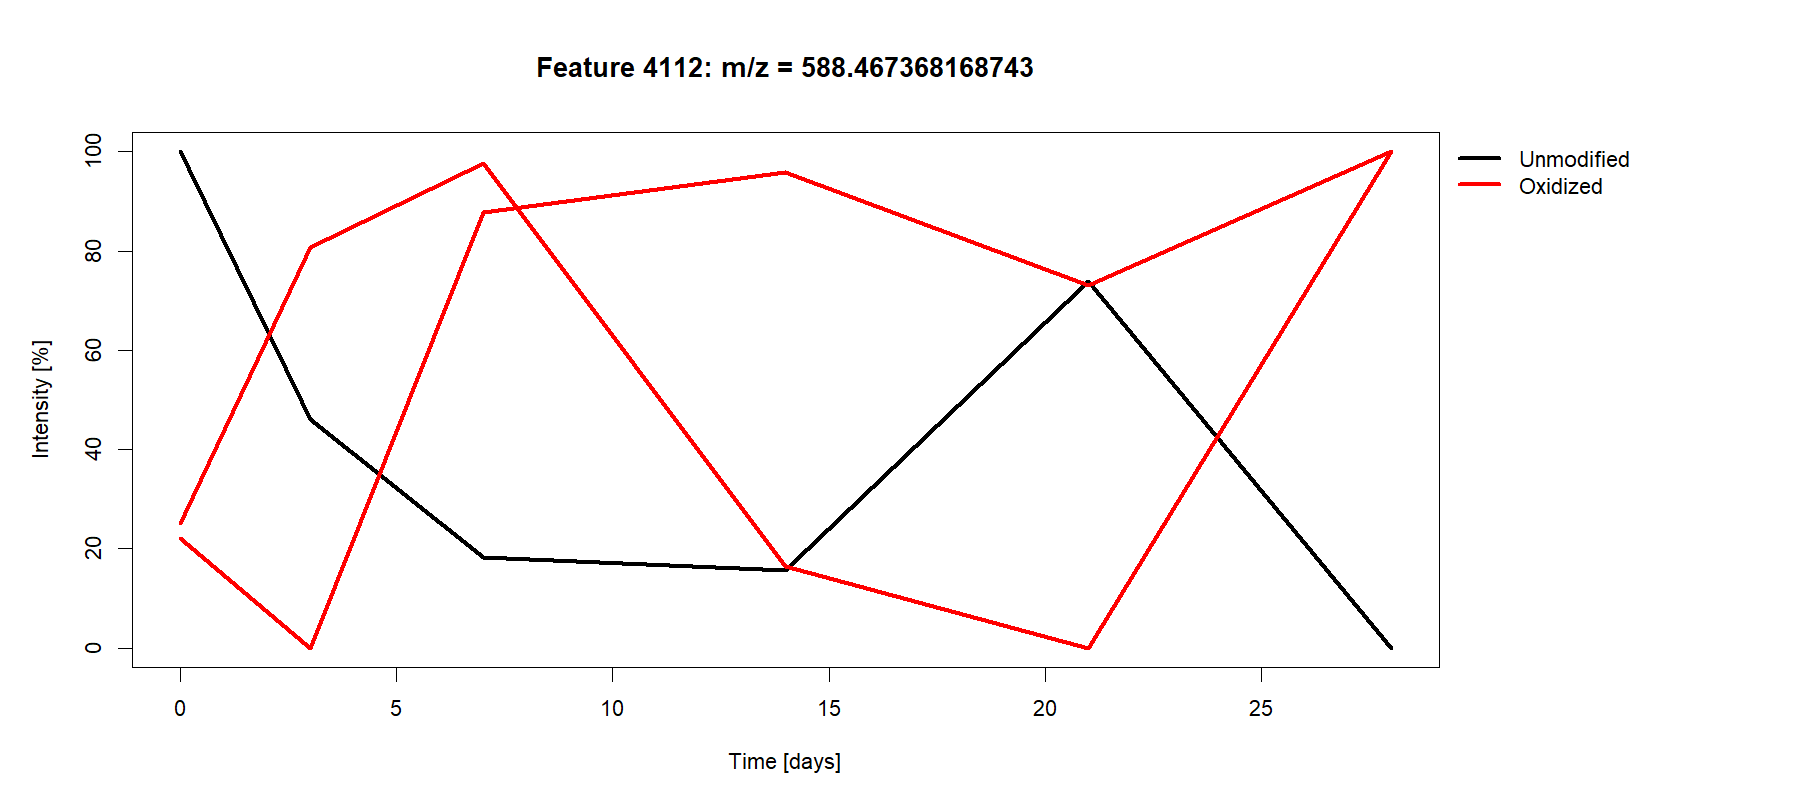 Feature 4112: m/z = 588.467368168743
Unmodified
Oxidized
Intensity [%]
100
80
60
40
20
0
0 5 10 15 20 25
Time [days]